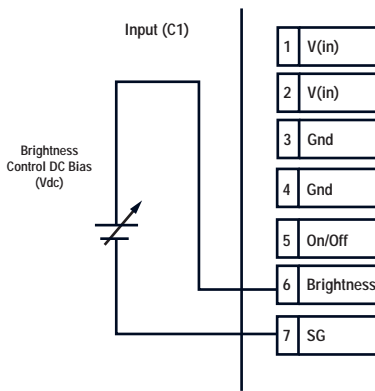 Input (C1)
1 V(in)
2 V(in)
3 Gnd
4 Gnd
5 On/Off
6 Brightness
7 SG
Brightness
Control DC Bias
(Vdc)